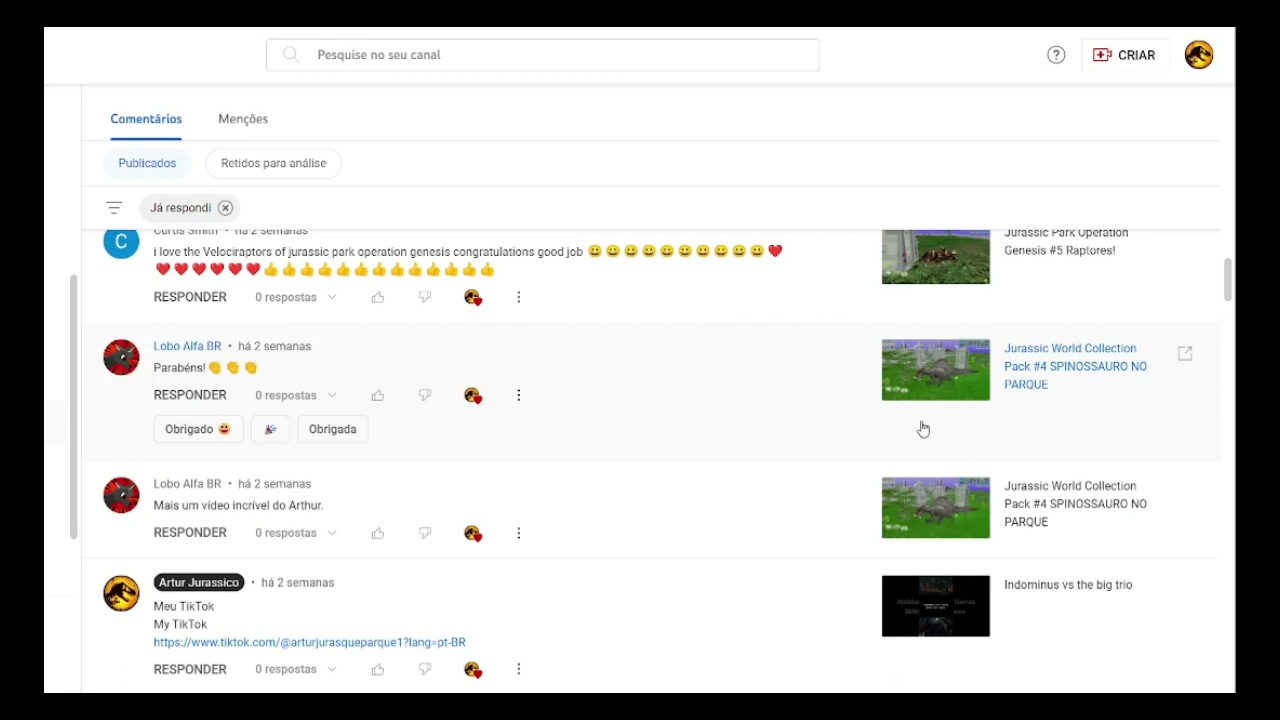 Pesquise no seu canal
CRIAR
Comentários
Menções
Publicados
Retidos para análise
Já respondi
Curtis Smith • há 2 semanas
i love the Velociraptors of jurassic park operation genesis congratulations good job 😀😀😀😀😀😀😀😀😀😀❤️
❤️❤️❤️❤️❤️❤️👍👍👍👍👍👍👍👍👍👍👍👍👍
RESPONDER 0 respostas
Jurassic Park Operation
Genesis #5 Raptores!
Lobo Alfa BR • há 2 semanas
Parabéns!👏👏👏
RESPONDER 0 respostas
Obrigado 😀
🎉
Obrigada
Jurassic World Collection
Pack #4 SPINOSSAURO NO
PARQUE
Lobo Alfa BR • há 2 semanas
Mais um vídeo incrível do Arthur.
RESPONDER 0 respostas
Jurassic World Collection
Pack #4 SPINOSSAURO NO
PARQUE
Artur Jurassico • há 2 semanas
Meu TikTok
My TikTok
https://www.tiktok.com/@arturjurasqueparque1?lang=pt-BR
RESPONDER 0 respostas
Indominus vs the big trio